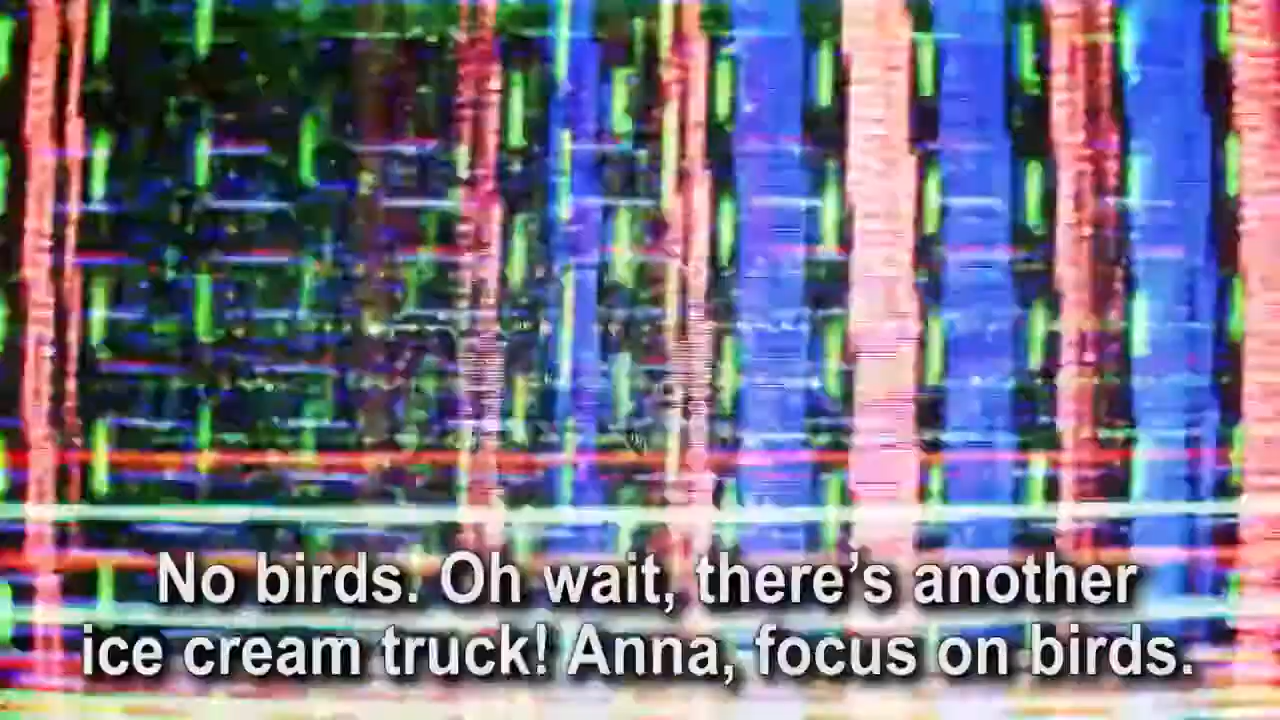 No birds. Oh wait, there’s another
ice cream truck! Anna, focus on birds.